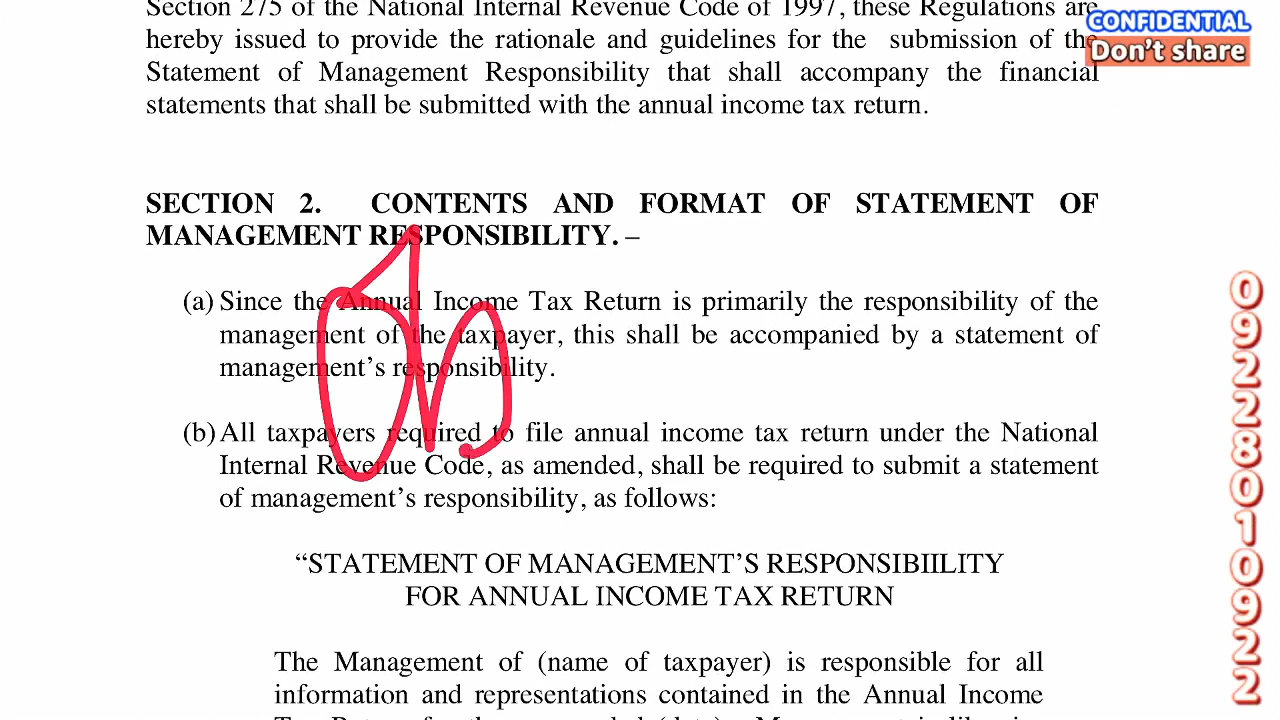 Section 275 of the National Internal Revenue Code of 1997, these Regulations are
hereby issued to provide the rationale and guidelines for the submission of the
Statement of Management Responsibility that shall accompany the financial
statements that shall be submitted with the annual income tax return.
CONFIDENTIAL
Don't share
SECTION 2. CONTENTS AND FORMAT OF STATEMENT OF
MANAGEMENT RESPONSIBILITY. –
(a) Since the Annual Income Tax Return is primarily the responsibility of the
management of the taxpayer, this shall be accompanied by a statement of
management’s responsibility.
(b) All taxpayers required to file annual income tax return under the National
Internal Revenue Code, as amended, shall be required to submit a statement
of management’s responsibility, as follows:
“STATEMENT OF MANAGEMENT’S RESPONSIBIILITY
FOR ANNUAL INCOME TAX RETURN
The Management of (name of taxpayer) is responsible for all
information and representations contained in the Annual Income
09228010922